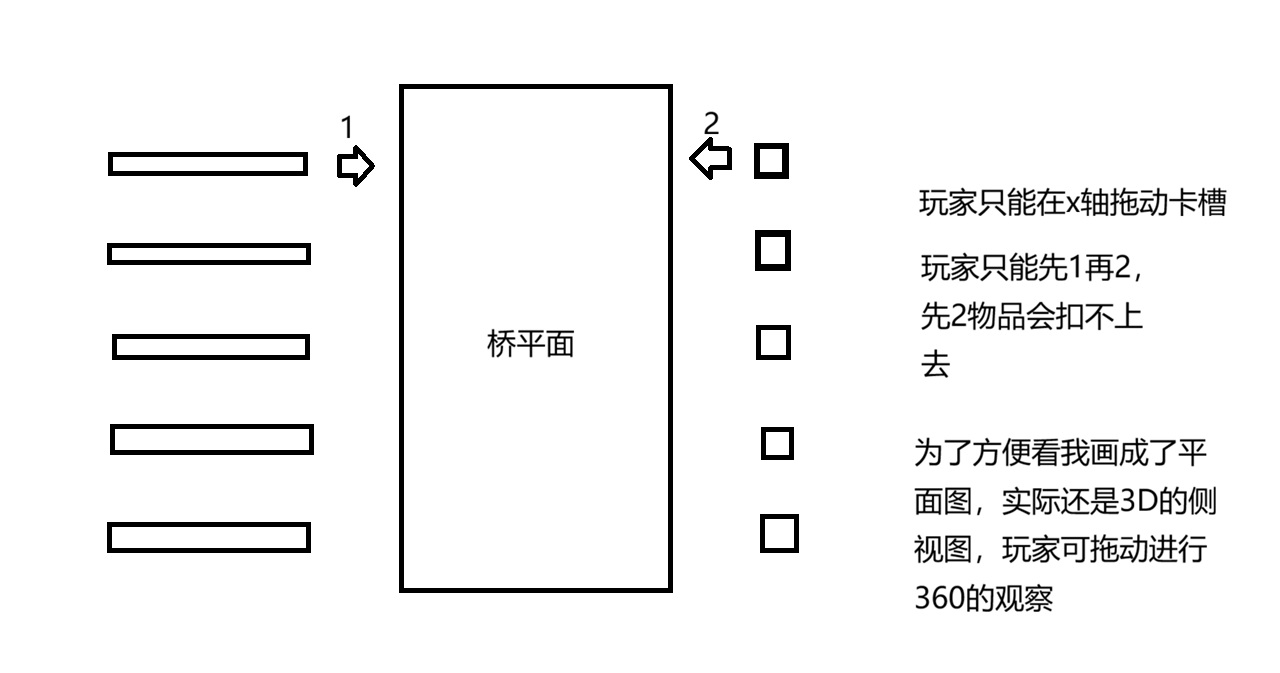 1
2
桥平面
玩家只能在x轴拖动卡槽
玩家只能先1再2，
先2物品会扣不上
去
为了方便看我画成了平
面图，实际还是3D的侧
视图，玩家可拖动进行
360的观察